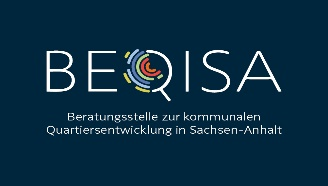 BEQISA
Beratungsstelle zur kommunalen
Quartiersentwicklung in Sachsen-Anhalt